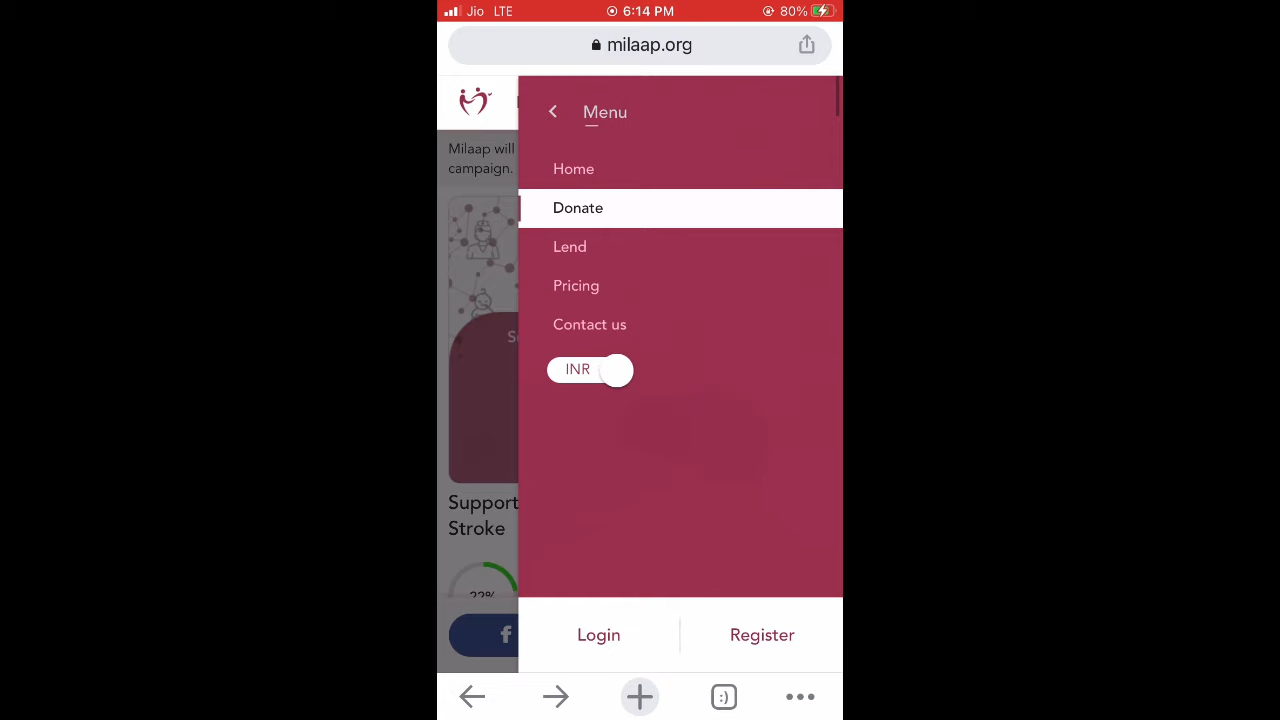 Jio LTE 6:14 PM 80%
milaap.org
Menu
Milaap will
campaign.
Home
Donate
Lend
Pricing
Contact us
INR
Support
Stroke
22%
f
Login
Register
:)